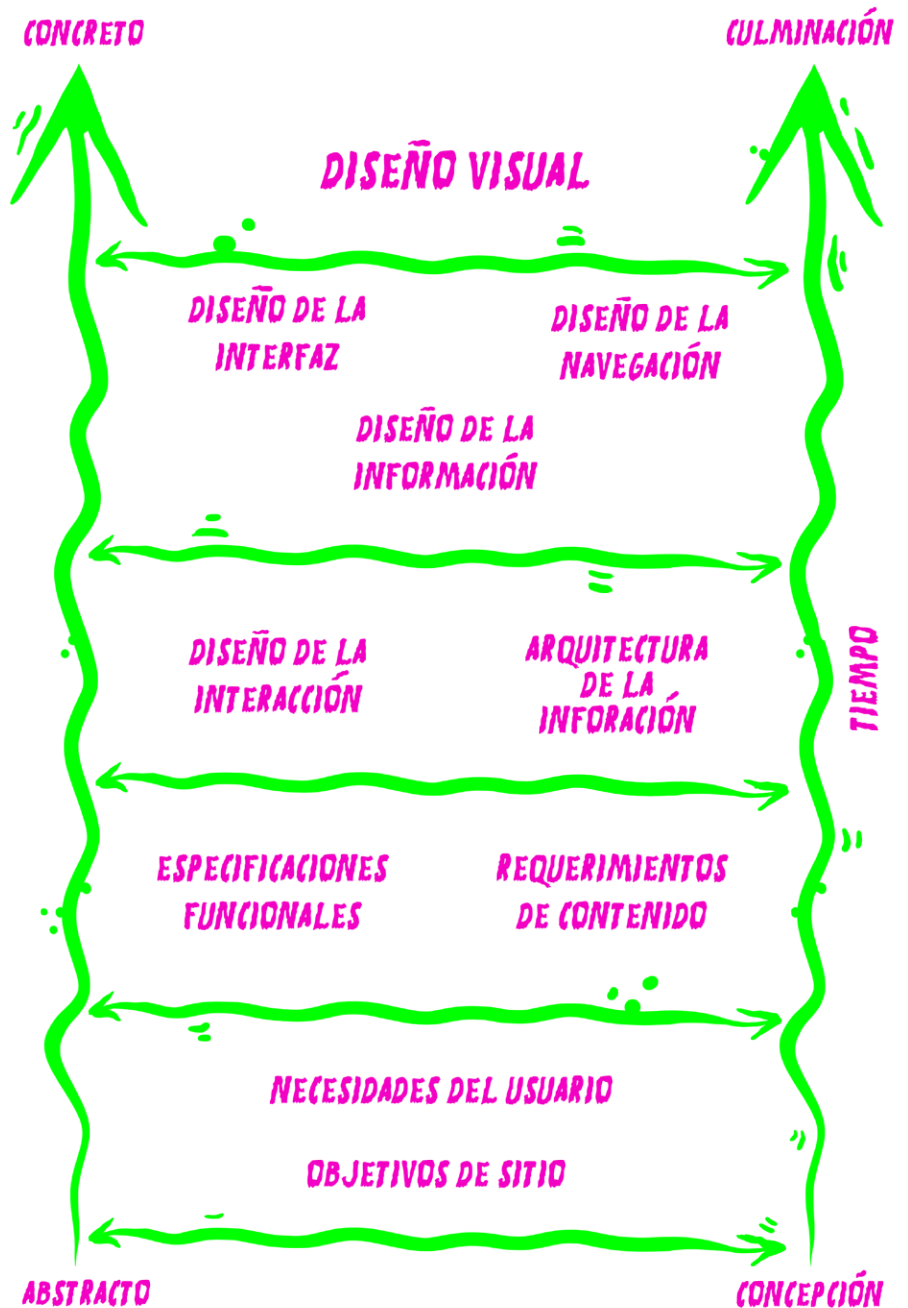 CONCRETO
CULMINACIÓN
DISEÑO VISUAL
DISEÑO DE LA
INTERFAZ
DISEÑO DE LA
NAVEGACIÓN
DISEÑO DE LA
INFORMACIÓN
DISEÑO DE LA
INTERACCIÓN
ARQUITECTURA
DE LA
INFORACIÓN
TIEMPO
ESPECIFICACIONES
FUNCIONALES
REQUERIMIENTOS
DE CONTENIDO
NECESIDADES DEL USUARIO
OBJETIVOS DE SITIO
ABSTRACTO
CONCEPCIÓN